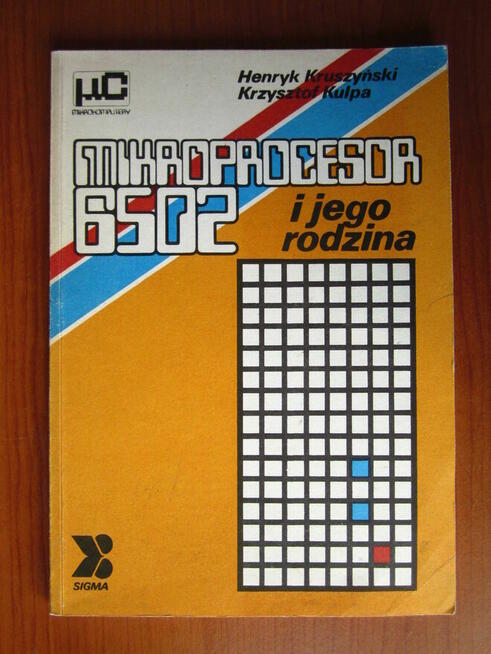 µC
MIKROKOMPUTERY
Henryk Kruszyński
Krzysztof Kulpa
MIKROPROCESOR
6502
i jego
rodzina
SIGMA